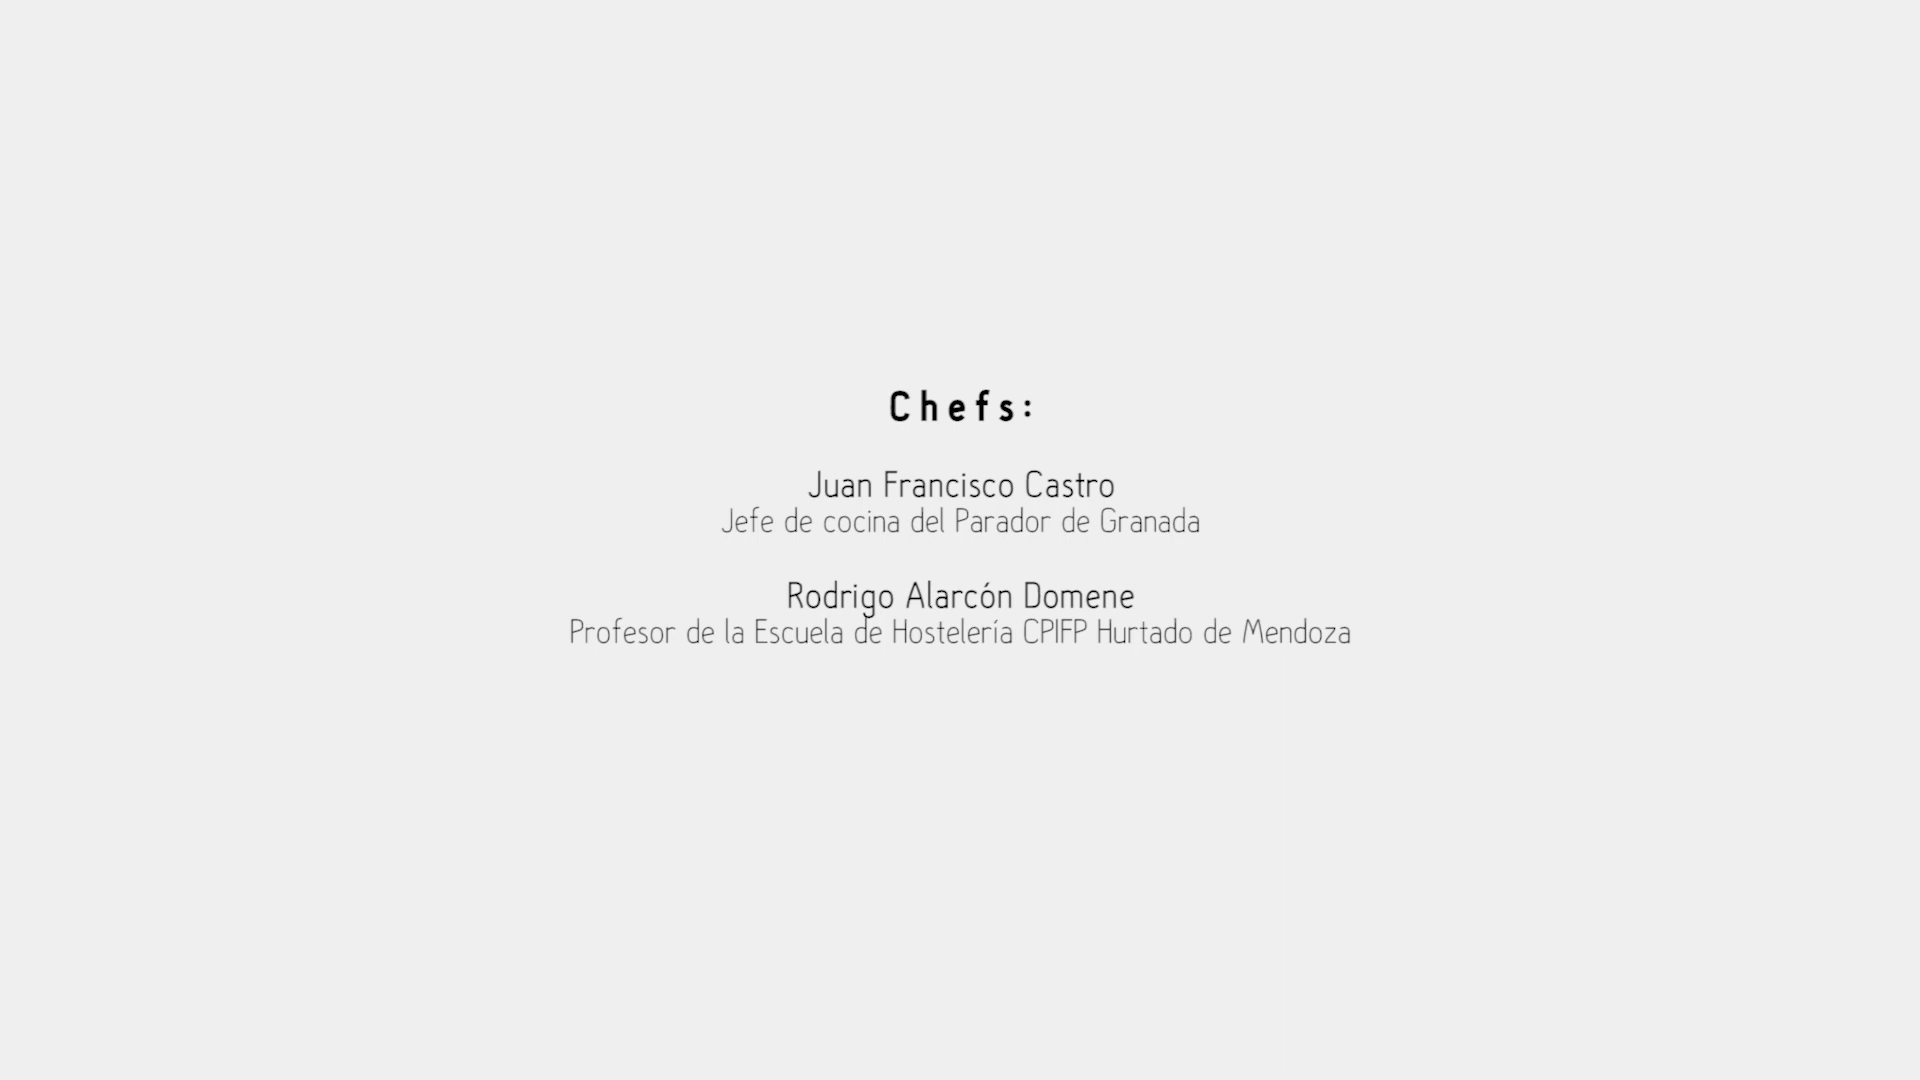 Chefs:
Juan Francisco Castro
Jefe de cocina del Parador de Granada
Rodrigo Alarcón Domene
Profesor de la Escuela de Hostelería CPIFP Hurtado de Mendoza